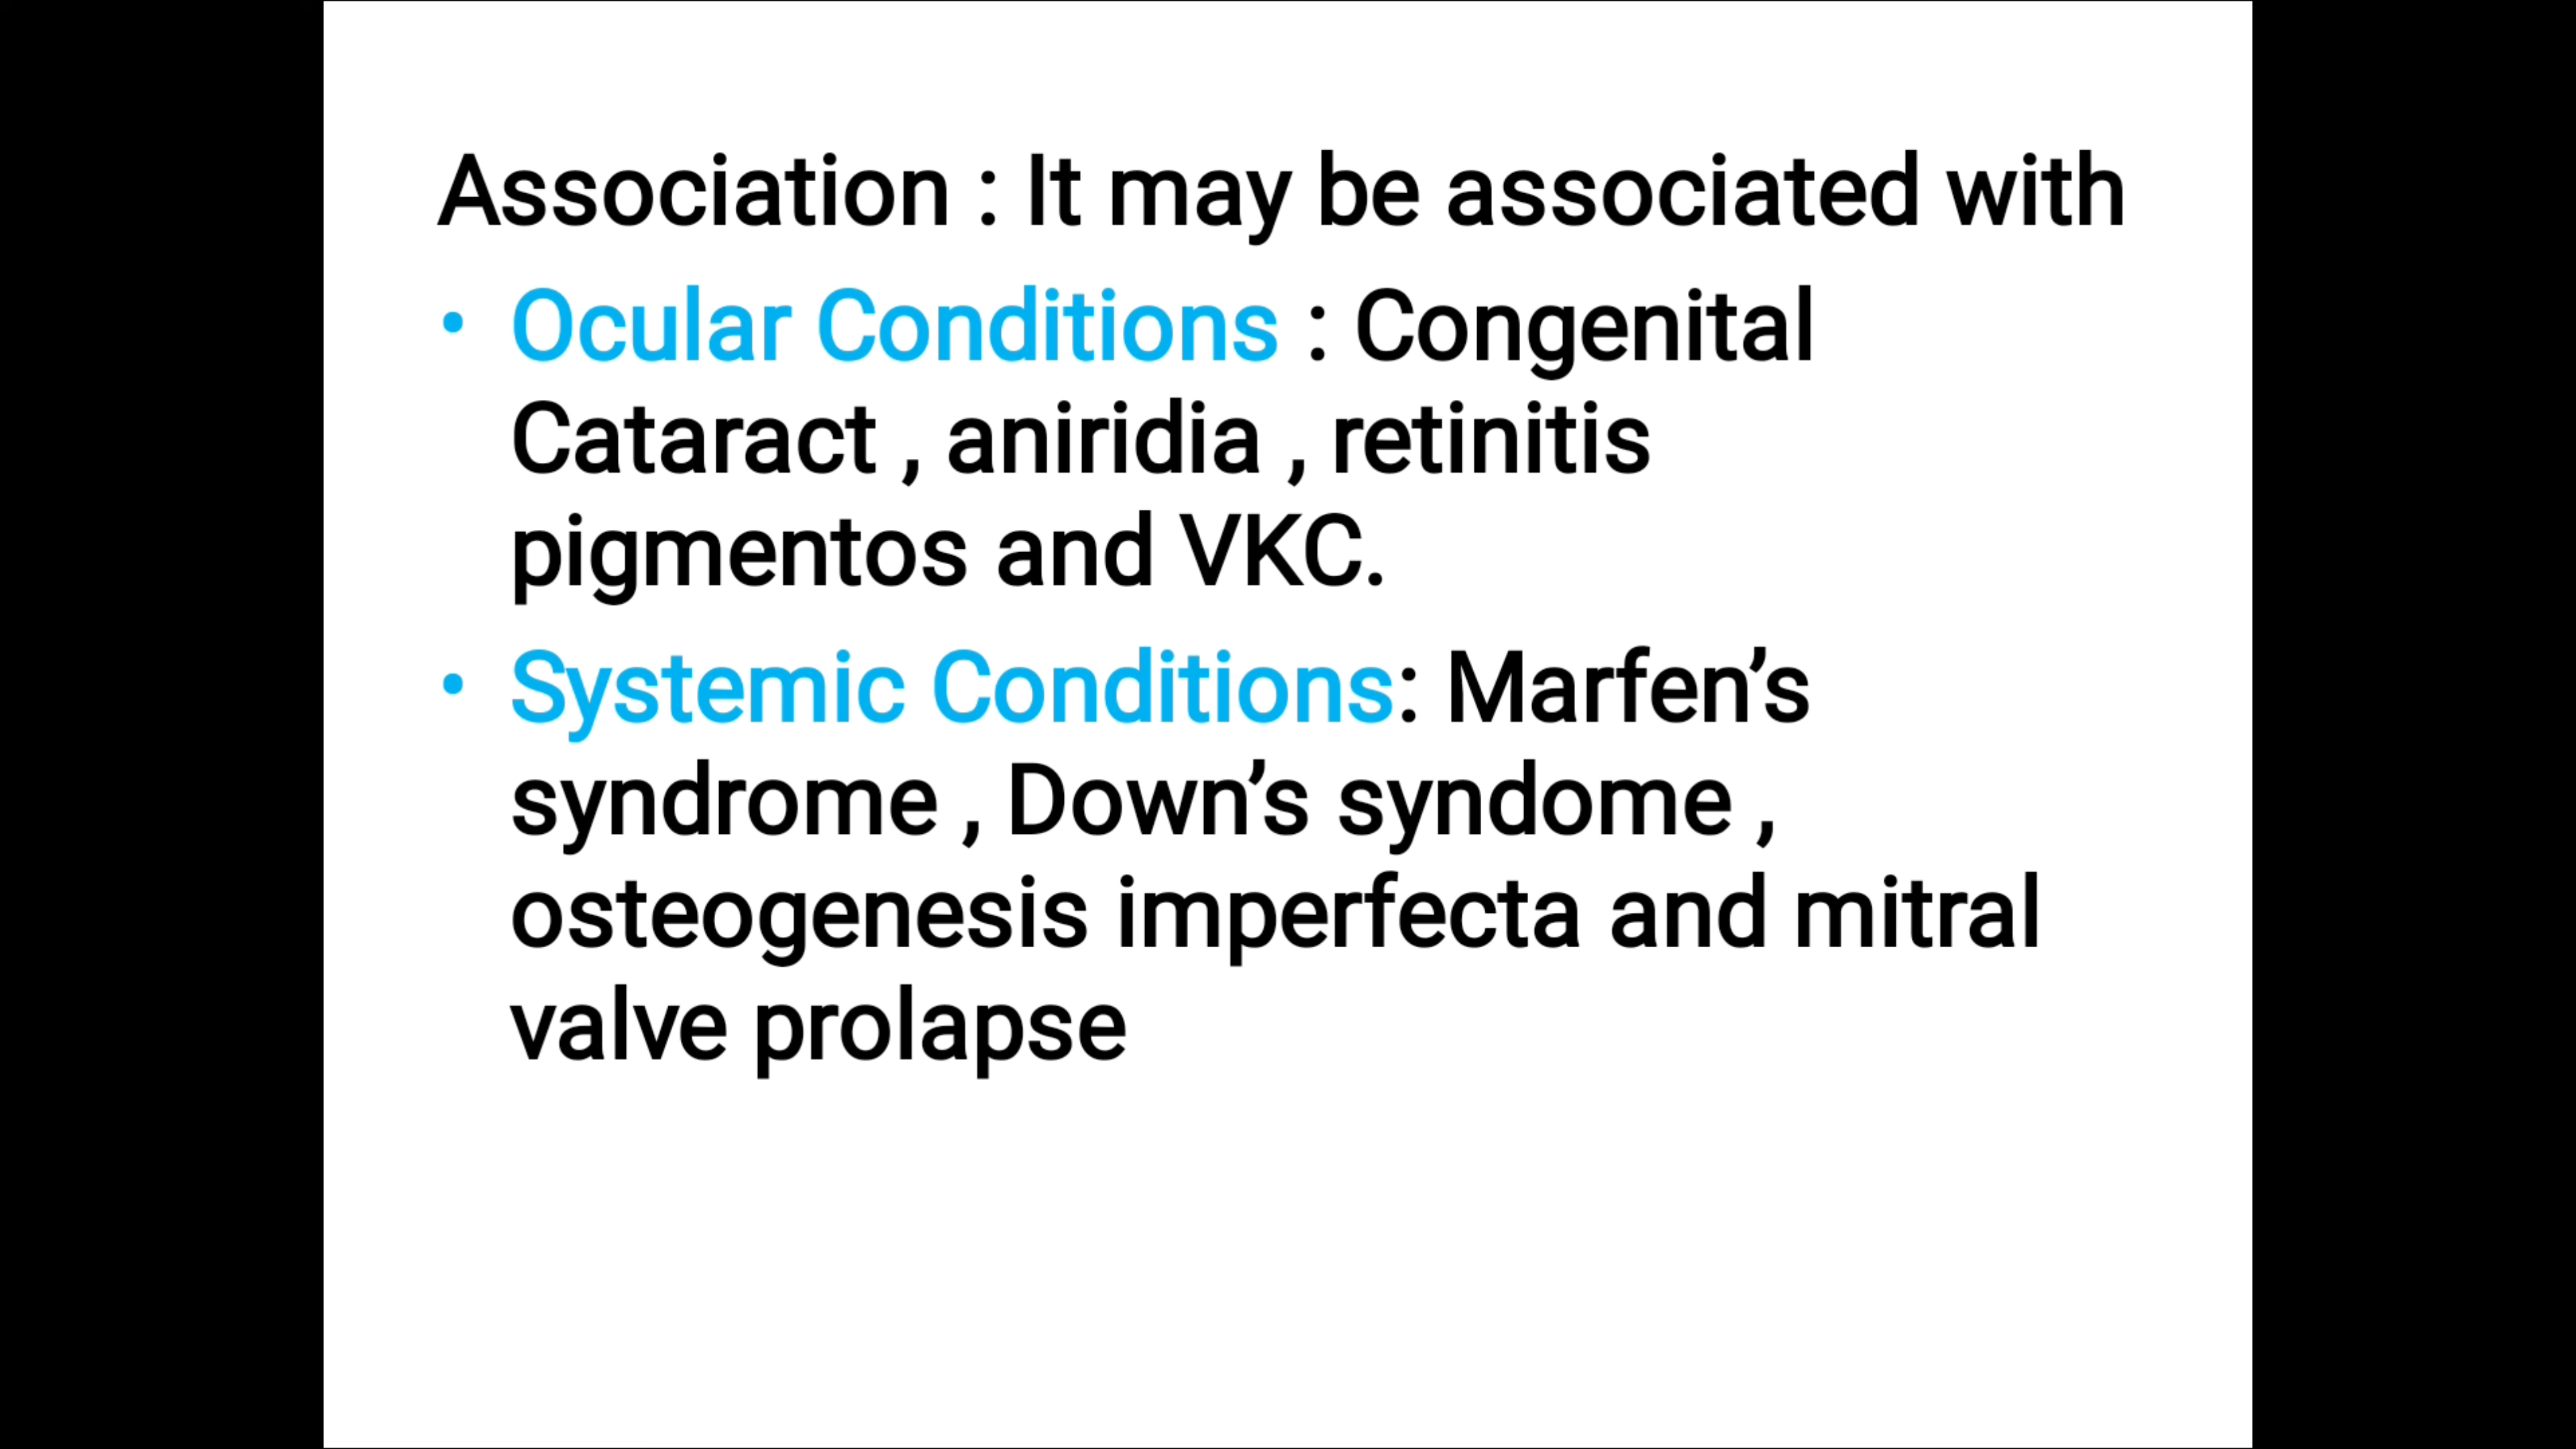 Association : It may be associated with
• Ocular Conditions : Congenital
Cataract , aniridia , retinitis
pigmentos and VKC.
• Systemic Conditions: Marfen’s
syndrome , Down’s syndome ,
osteogenesis imperfecta and mitral
valve prolapse